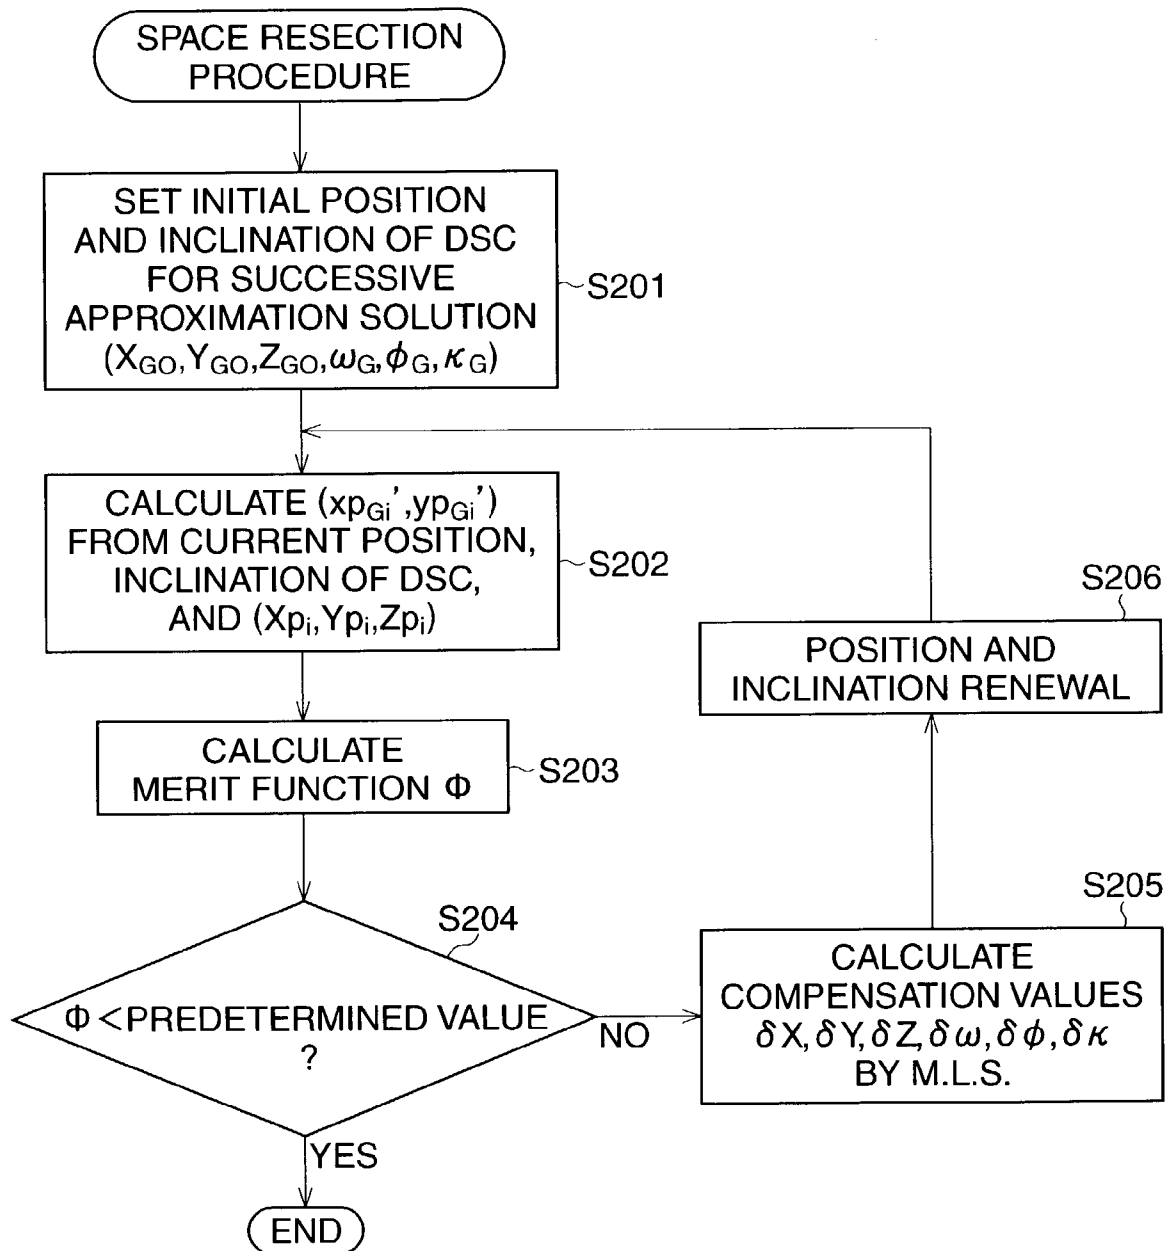 SPACE RESECTION
PROCEDURE
SET INITIAL POSITION
AND INCLINATION OF DSC
FOR SUCCESSIVE
APPROXIMATION SOLUTION
(XGO,YGO,ZGO,ωG,ϕG,κG)
S201
CALCULATE (xpGi',ypGi')
FROM CURRENT POSITION,
INCLINATION OF DSC,
AND (Xpi,Ypi,Zpi)
S202
CALCULATE
MERIT FUNCTION Φ
S203
S204
Φ<PREDETERMINED VALUE
?
NO
YES
END
S205
CALCULATE
COMPENSATION VALUES
δX,δY,δZ,δω,δϕ,δκ
BY M.L.S.
S206
POSITION AND
INCLINATION RENEWAL